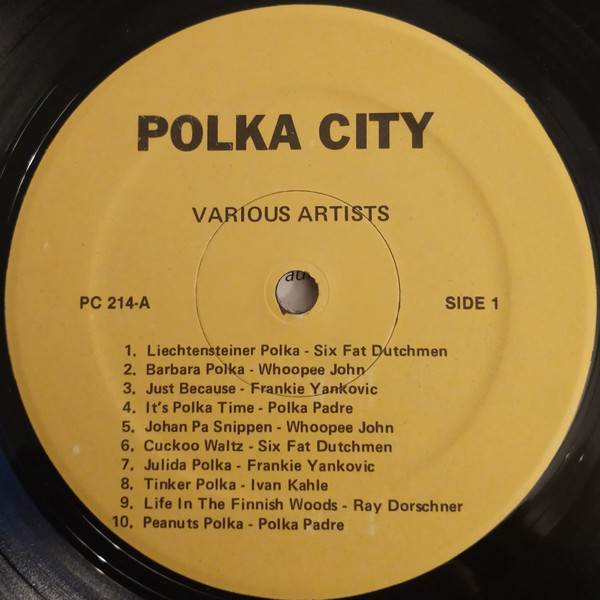 POLKA CITY
VARIOUS ARTISTS
PC 214-A
SIDE 1
1. Liechtensteiner Polka - Six Fat Dutchmen
2. Barbara Polka - Whoopee John
3. Just Because - Frankie Yankovic
4. It's Polka Time - Polka Padre
5. Johan Pa Snippen - Whoopee John
6. Cuckoo Waltz - Six Fat Dutchmen
7. Julida Polka - Frankie Yankovic
8. Tinker Polka - Ivan Kahle
9. Life In The Finnish Woods - Ray Dorschner
10. Peanuts Polka - Polka Padre